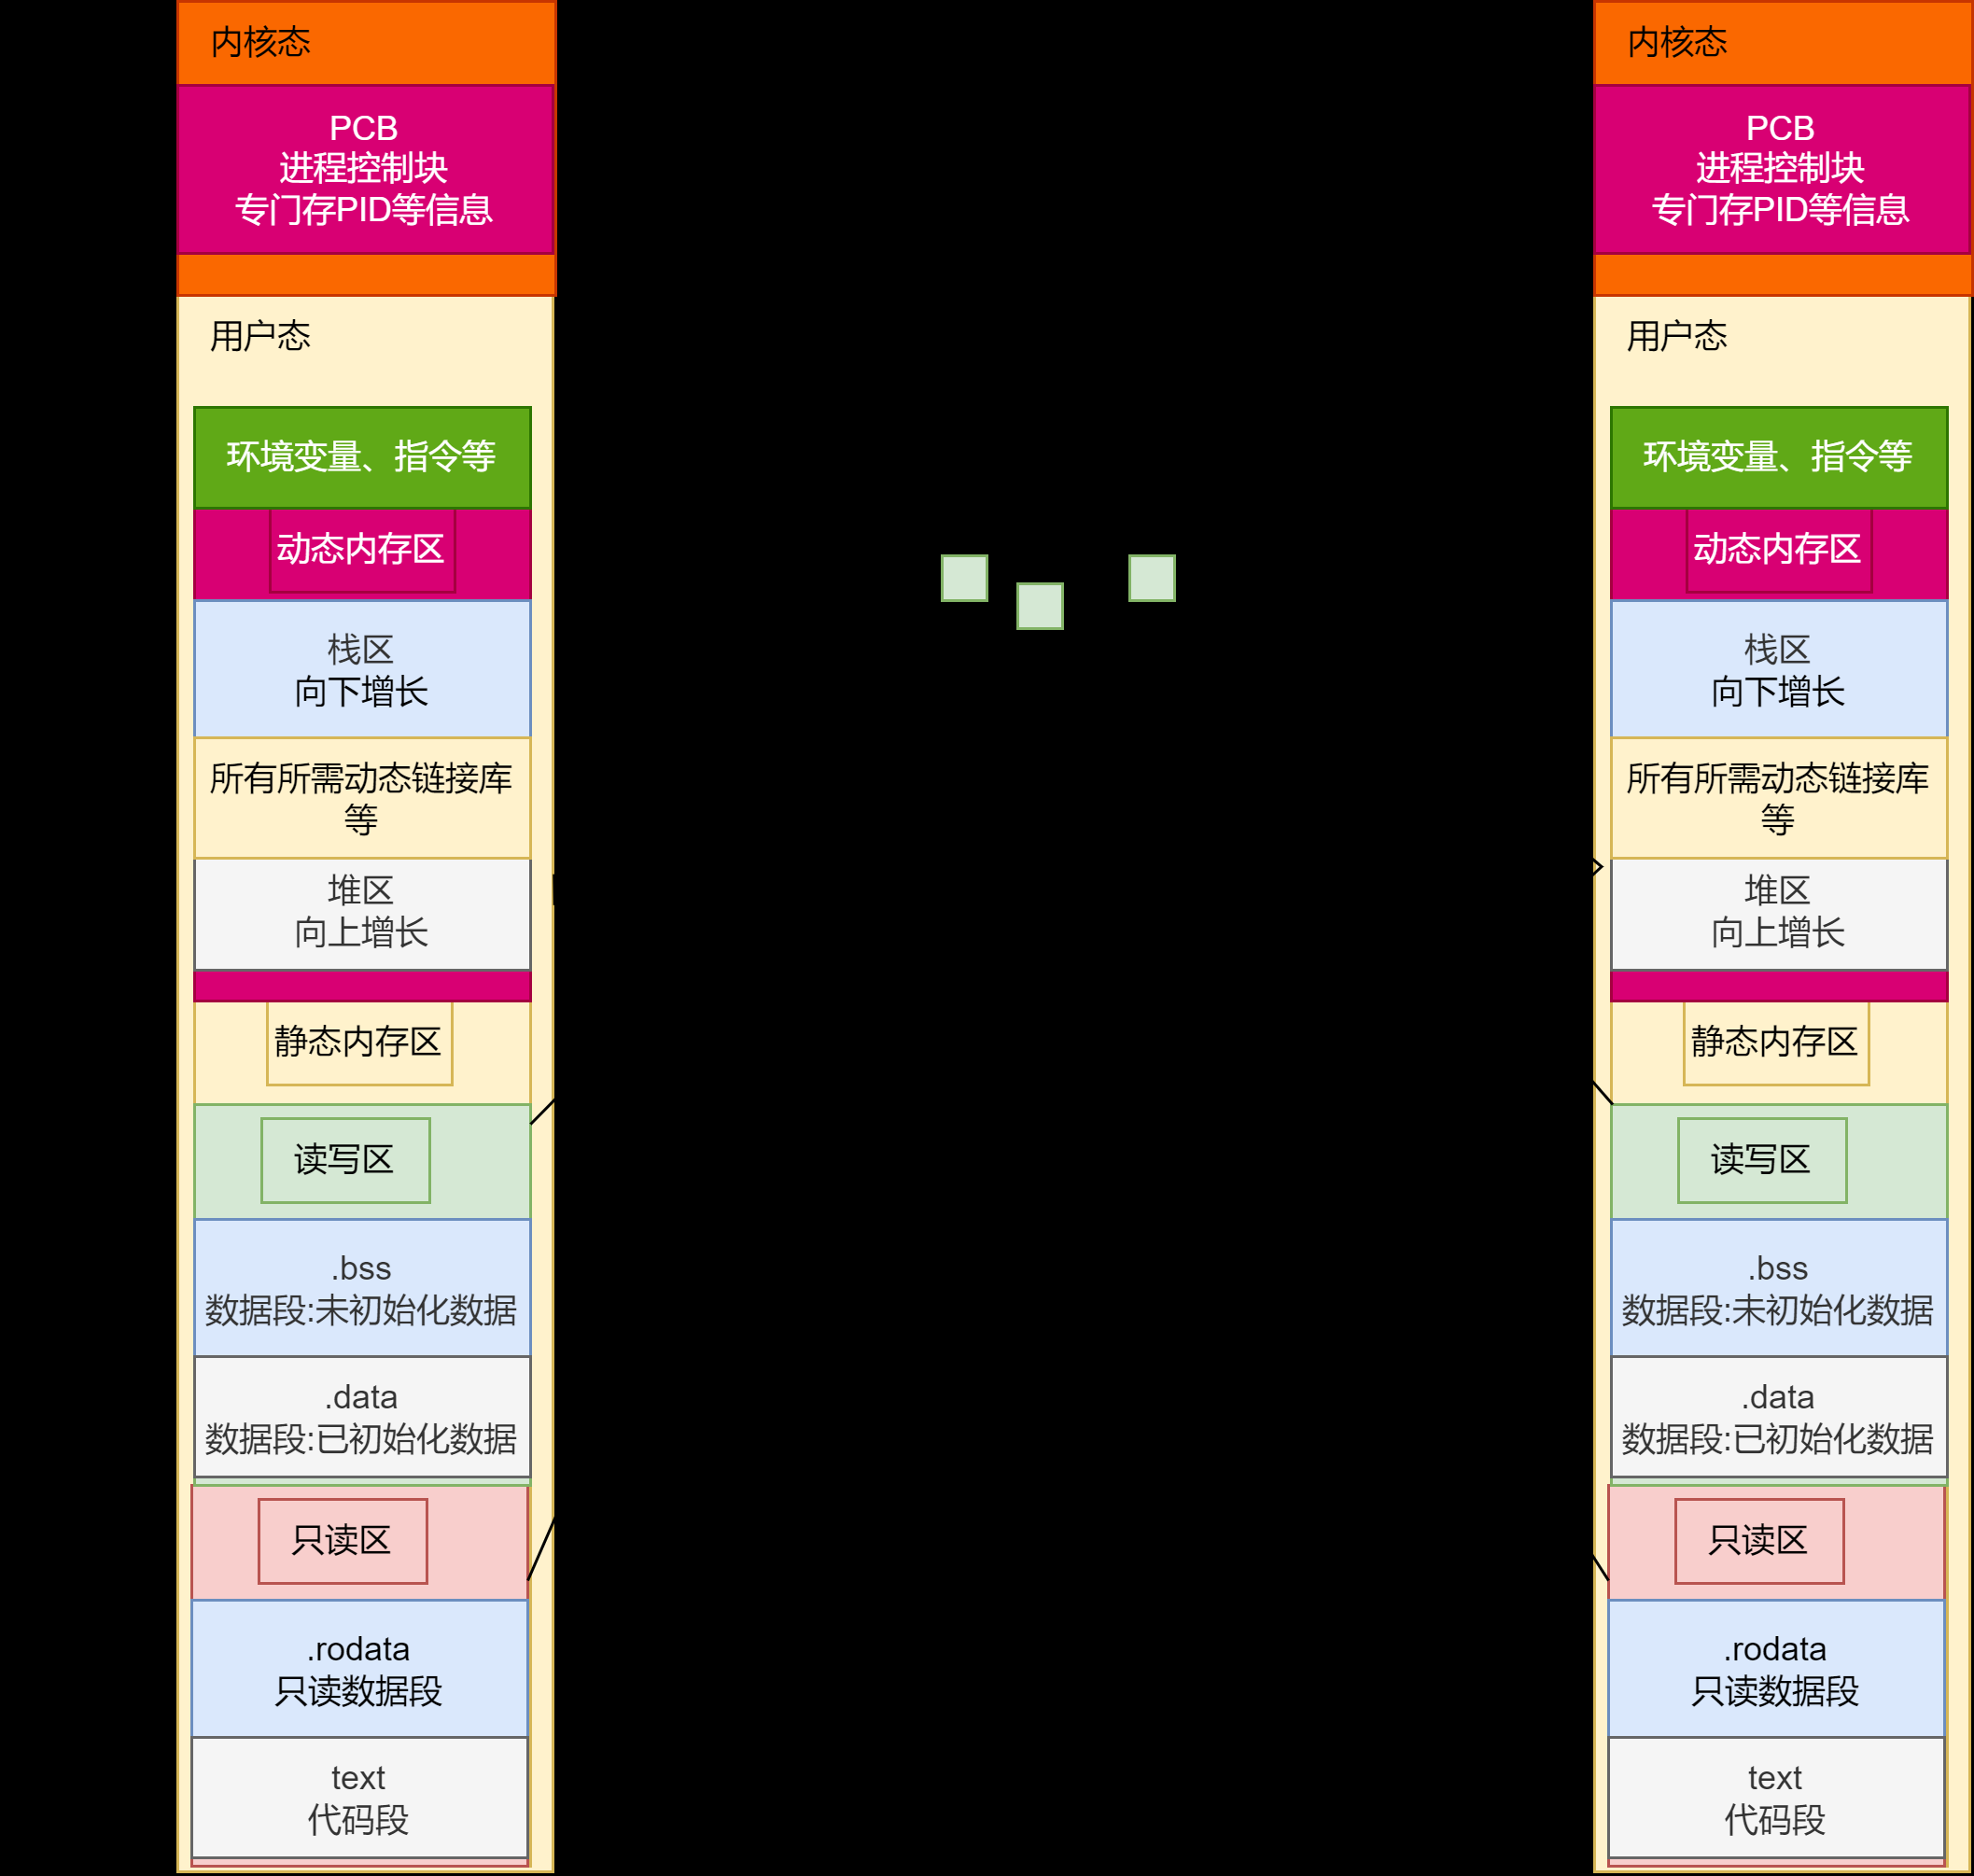 内核态
PCB
进程控制块
专门存PID等信息
用户态
环境变量、指令等
动态内存区
栈区
向下增长
所有所需动态链接库
等
堆区
向上增长
静态内存区
读写区
.bss
数据段:未初始化数据
.data
数据段:已初始化数据
只读区
.rodata
只读数据段
text
代码段
内核态
PCB
进程控制块
专门存PID等信息
用户态
环境变量、指令等
动态内存区
栈区
向下增长
所有所需动态链接库
等
堆区
向上增长
静态内存区
读写区
.bss
数据段:未初始化数据
.data
数据段:已初始化数据
只读区
.rodata
只读数据段
text
代码段